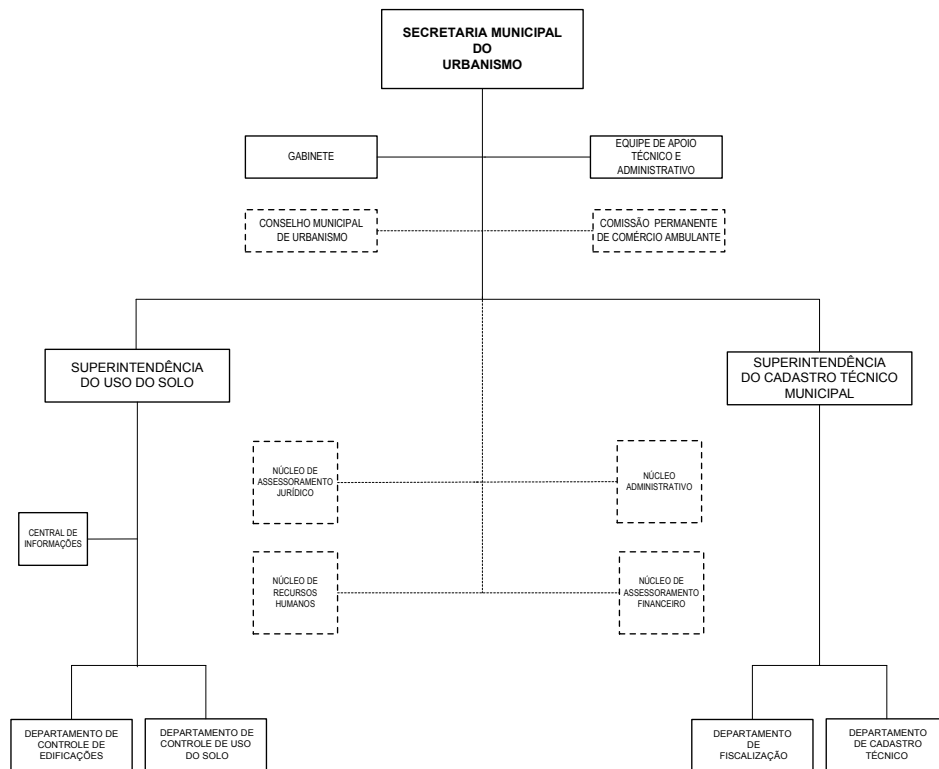 SECRETARIA MUNICIPAL
DO
URBANISMO
GABINETE
EQUIPE DE APOIO
TÉCNICO E
ADMINISTRATIVO
CONSELHO MUNICIPAL
DE URBANISMO
COMISSÃO PERMANENTE
DE COMÉRCIO AMBULANTE
SUPERINTENDÊNCIA
DO USO DO SOLO
SUPERINTENDÊNCIA
DO CADASTRO TÉCNICO
MUNICIPAL
NÚCLEO DE
ASSESSORAMENTO
JURÍDICO
NÚCLEO
ADMINISTRATIVO
CENTRAL DE
INFORMAÇÕES
NÚCLEO DE
RECURSOS
HUMANOS
NÚCLEO DE
ASSESSORAMENTO
FINANCEIRO
DEPARTAMENTO DE
CONTROLE DE
EDIFICAÇÕES
DEPARTAMENTO DE
CONTROLE DE USO
DO SOLO
DEPARTAMENTO
DE
FISCALIZAÇÃO
DEPARTAMENTO
DE CADASTRO
TÉCNICO